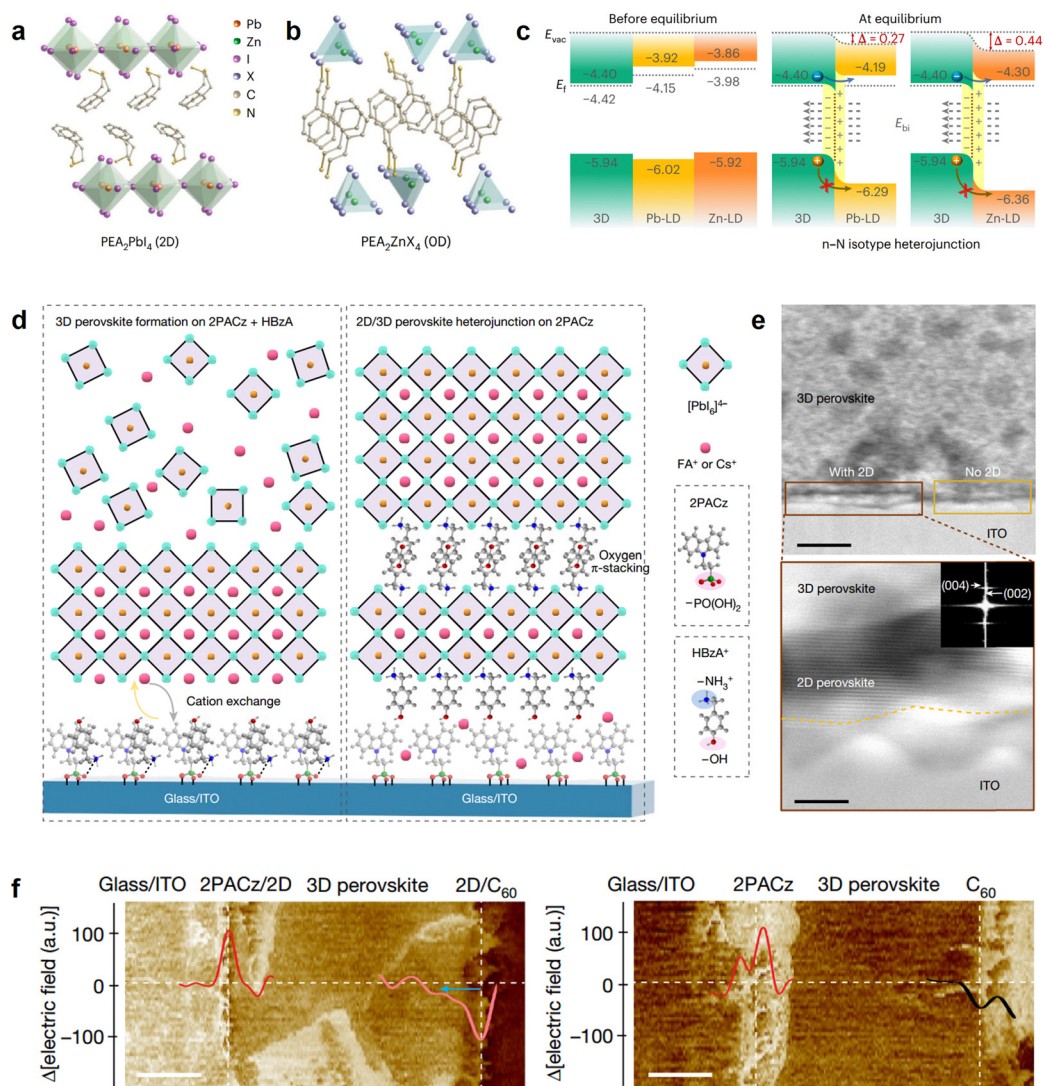 a
Pb
Zn
I
X
C
N
PEA₂PbI₄ (2D)
b
PEA₂ZnX₄ (0D)
c
Before equilibrium
At equilibrium
E_vac
E_f
−4.40
−4.42
−3.92
−4.15
−3.86
−3.98
−5.94
−6.02
−5.92
3D
Pb-LD
Zn-LD
Δ = 0.27
−4.40
−4.19
−5.94
−6.29
3D
Pb-LD
E_bi
Δ = 0.44
−4.40
−4.30
−5.94
−6.36
3D
Zn-LD
n–N isotype heterojunction
d
3D perovskite formation on 2PACz + HBzA
Cation exchange
Glass/ITO
2D/3D perovskite heterojunction on 2PACz
Oxygen
π-stacking
Glass/ITO
[PbI₆]⁴⁻
FA⁺ or Cs⁺
2PACz
−PO(OH)₂
HBzA⁺
−NH₃⁺
−OH
e
3D perovskite
With 2D
No 2D
ITO
3D perovskite
(004)
(002)
2D perovskite
ITO
f
Glass/ITO
2PACz/2D
3D perovskite
2D/C₆₀
Δ[electric field (a.u.)]
100
0
−100
Glass/ITO
2PACz
3D perovskite
C₆₀
Δ[electric field (a.u.)]
100
0
−100